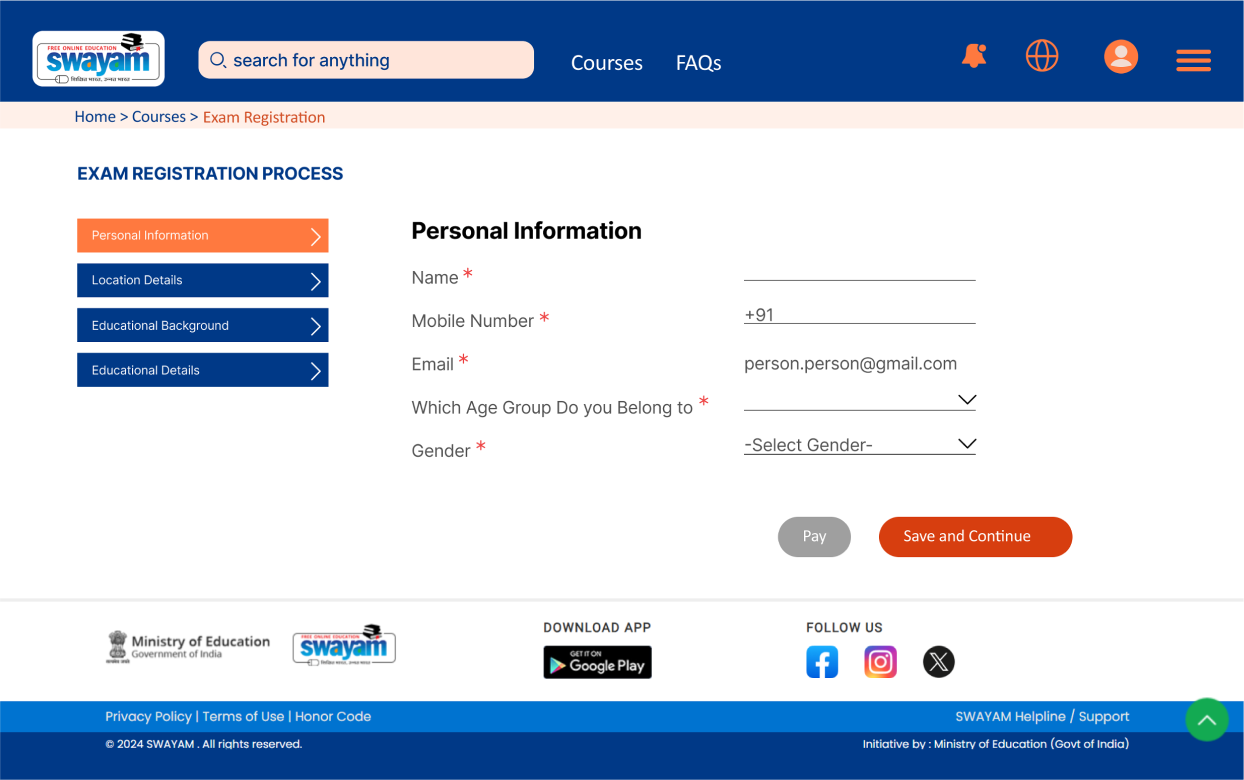 FREE ONLINE EDUCATION
swayam
शिक्षित भारत, उन्नत भारत
search for anything
Courses
FAQs
Home > Courses > Exam Registration
EXAM REGISTRATION PROCESS
Personal Information
Location Details
Educational Background
Educational Details
Personal Information
Name *
Mobile Number *
+91
Email *
person.person@gmail.com
Which Age Group Do you Belong to *
Gender *
-Select Gender-
Pay
Save and Continue
Ministry of Education
Government of India
FREE ONLINE EDUCATION
swayam
शिक्षित भारत, उन्नत भारत
DOWNLOAD APP
GET IT ON
Google Play
FOLLOW US
Privacy Policy | Terms of Use | Honor Code
SWAYAM Helpline / Support
© 2024 SWAYAM . All rights reserved.
Initiative by : Ministry of Education (Govt of India)